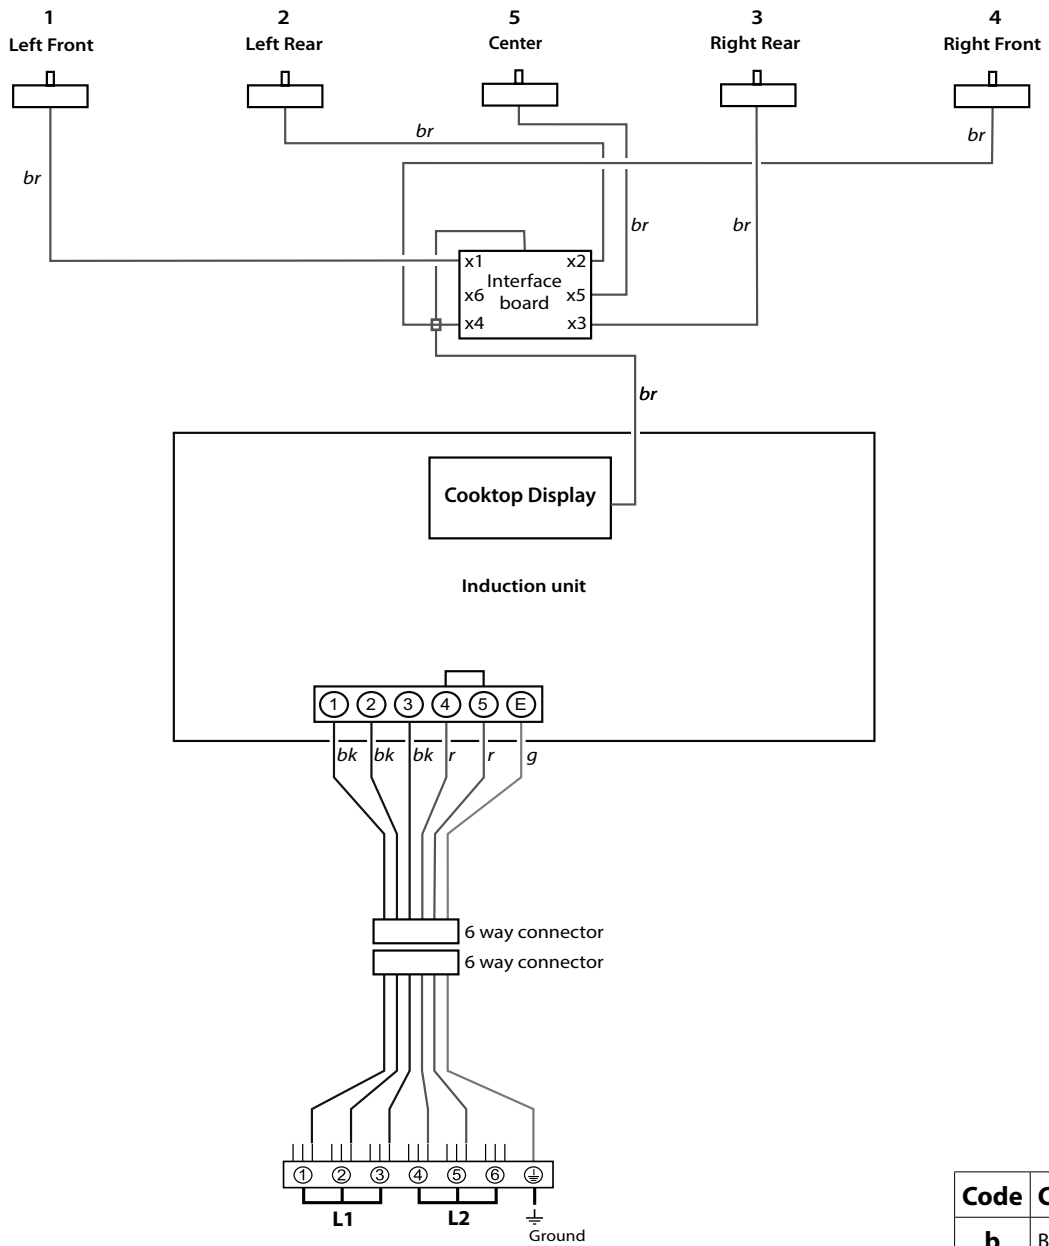 1 2 5 3 4
Left Front Left Rear Center Right Rear Right Front
br
br
br
br
br
x1 x2
Interface
x6 x5
board
x4 x3
br
Cooktop Display
Induction unit
1 2 3 4 5 E
bk bk bk r r g
6 way connector
6 way connector
1 2 3 4 5 6
L1 L2
Ground
Code
b